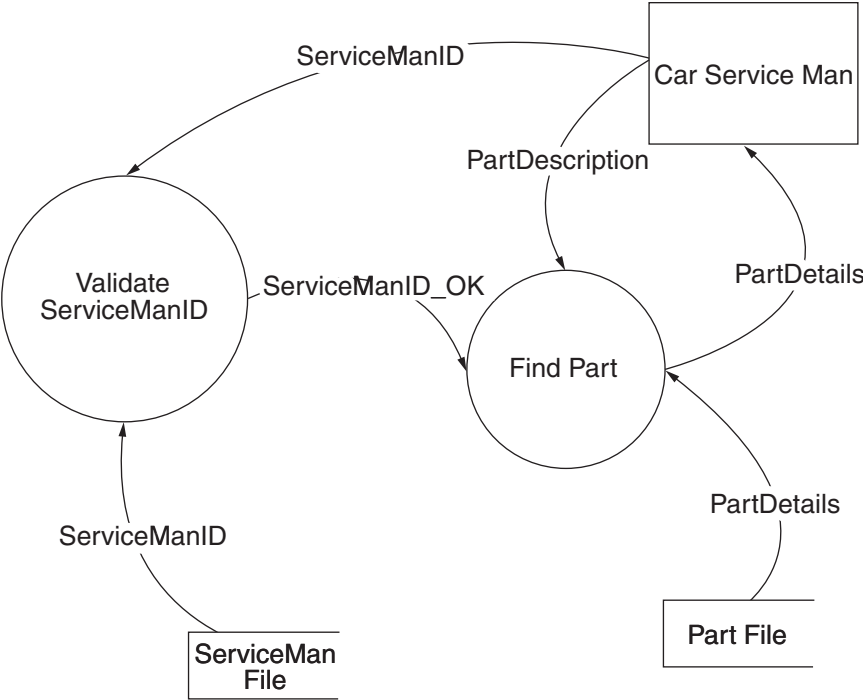 ServiceManID
Car Service Man
PartDescription
Validate
ServiceManID
ServiceManID_OK
PartDetails
Find Part
PartDetails
ServiceManID
Part File
ServiceMan
File